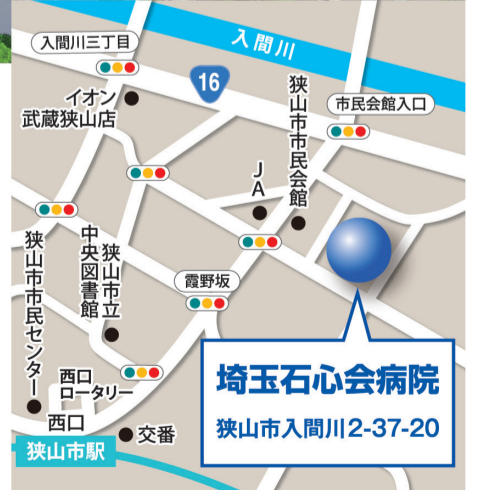 入間川三丁目
入間川
16
イオン
武蔵狭山店
狭山市市民会館
市民会館入口
JA
狭山市市民センター
狭山市立
中央図書館
霞野坂
西口
ロータリー
西口
交番
狭山市駅
埼玉石心会病院
狭山市入間川2-37-20